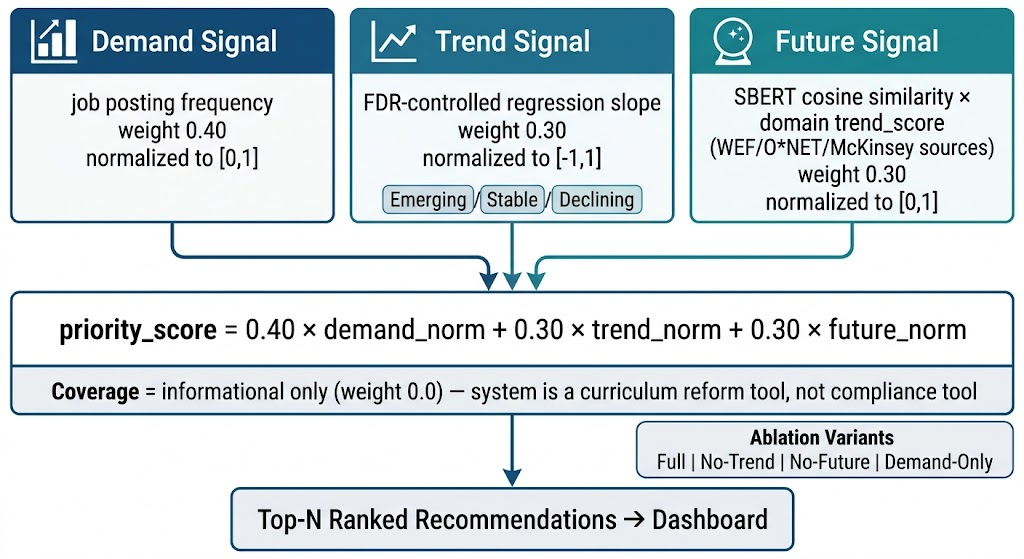 Demand Signal
job posting frequency
weight 0.40
normalized to [0,1]
Trend Signal
FDR-controlled regression slope
weight 0.30
normalized to [-1,1]
Emerging/Stable/Declining
Future Signal
SBERT cosine similarity ×
domain trend_score
(WEF/O*NET/McKinsey sources)
weight 0.30
normalized to [0,1]
priority_score = 0.40 × demand_norm + 0.30 × trend_norm + 0.30 × future_norm
Coverage = informational only (weight 0.0) — system is a curriculum reform tool, not compliance tool
Ablation Variants
Full | No-Trend | No-Future | Demand-Only
Top-N Ranked Recommendations → Dashboard